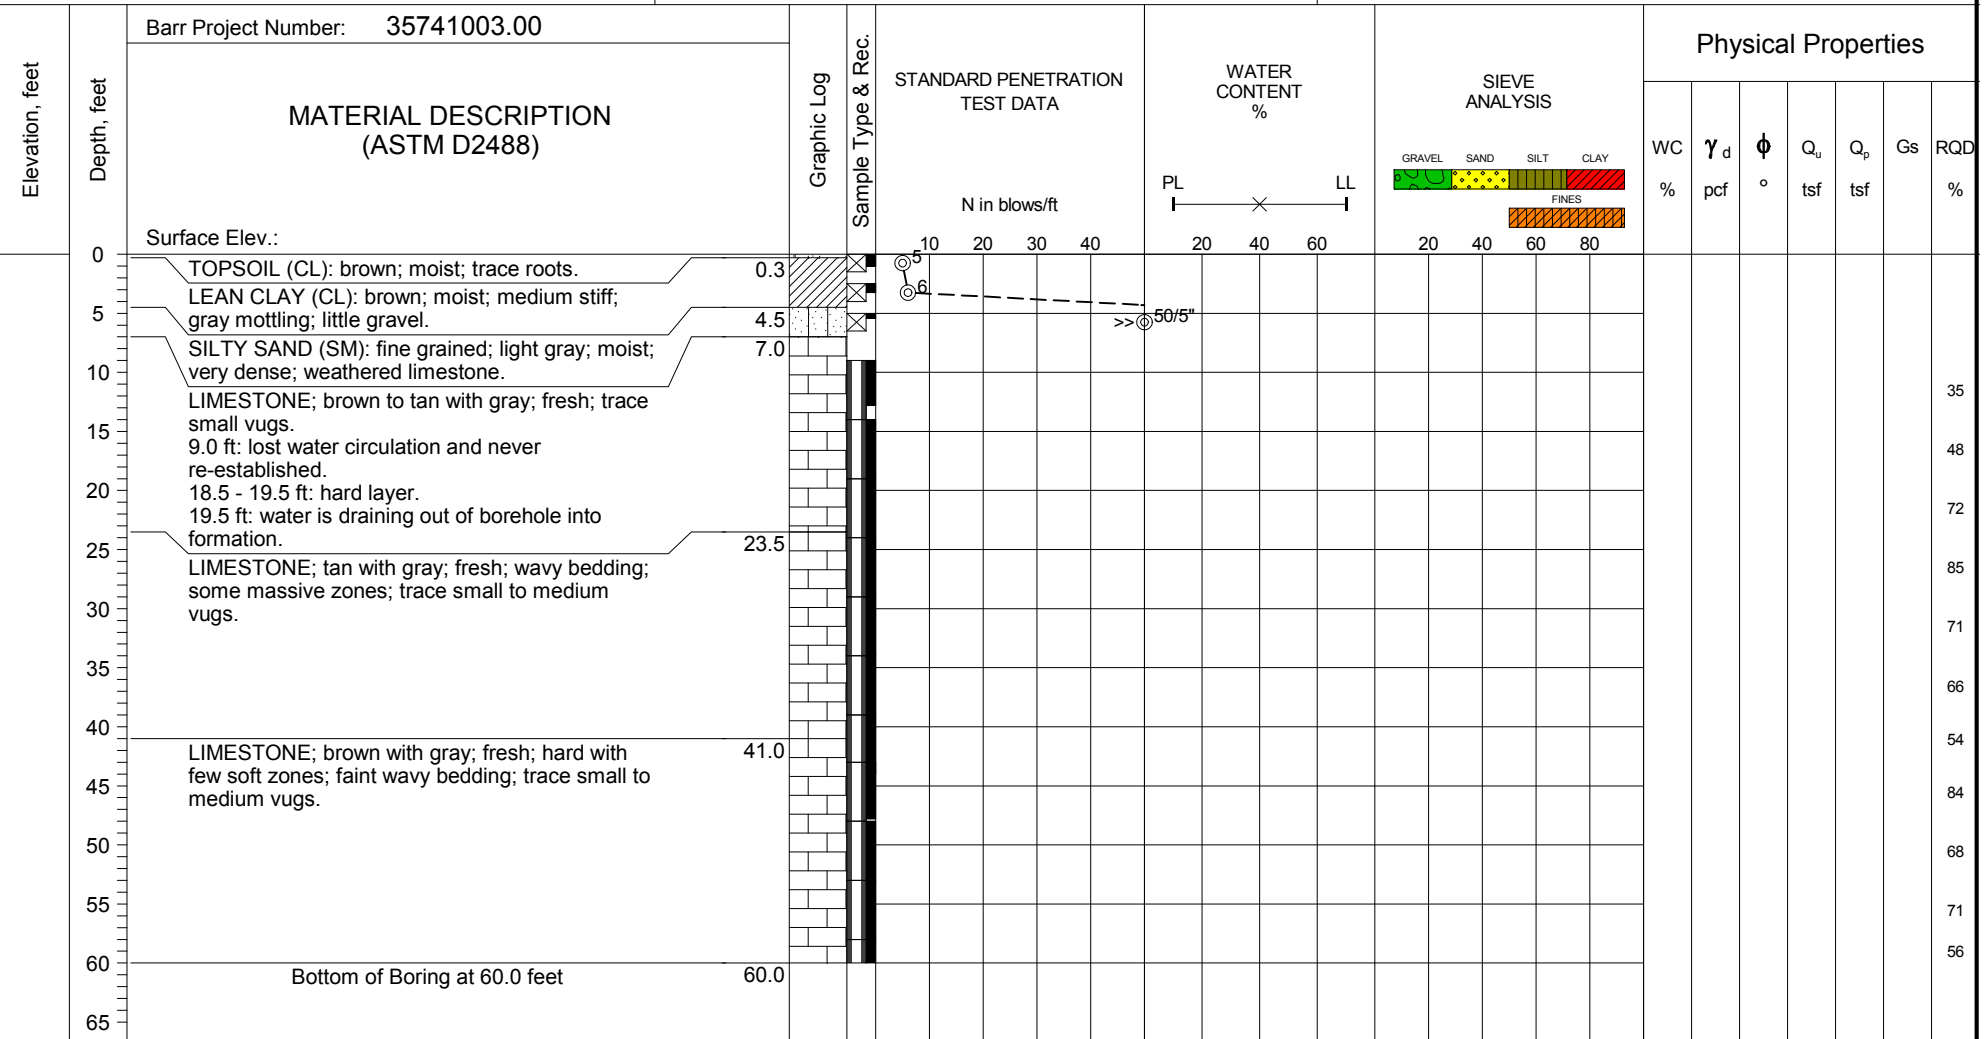 Barr Project Number: 35741003.00
Elevation, feet
Depth, feet
MATERIAL DESCRIPTION
(ASTM D2488)
Surface Elev.:
Graphic Log
Sample Type & Rec.
STANDARD PENETRATION
TEST DATA
N in blows/ft
10 20 30 40
WATER
CONTENT
%
PL LL
20 40 60
SIEVE
ANALYSIS
GRAVEL SAND SILT CLAY
FINES
20 40 60 80
Physical Properties
WC γ d ϕ Qu Qp Gs RQD
% pcf ° tsf tsf %
0
TOPSOIL (CL): brown; moist; trace roots.
0.3
5
LEAN CLAY (CL): brown; moist; medium stiff;
gray mottling; little gravel.
4.5
6
5
>> 50/5"
SILTY SAND (SM): fine grained; light gray; moist;
very dense; weathered limestone.
7.0
10
LIMESTONE; brown to tan with gray; fresh; trace
small vugs.
9.0 ft: lost water circulation and never
re-established.
18.5 - 19.5 ft: hard layer.
19.5 ft: water is draining out of borehole into
formation.
35
15
48
20
72
23.5
25
LIMESTONE; tan with gray; fresh; wavy bedding;
some massive zones; trace small to medium
vugs.
85
30
71
35
66
40
41.0
LIMESTONE; brown with gray; fresh; hard with
few soft zones; faint wavy bedding; trace small to
medium vugs.
54
45
84
50
68
55
71
56
60
Bottom of Boring at 60.0 feet
60.0
65